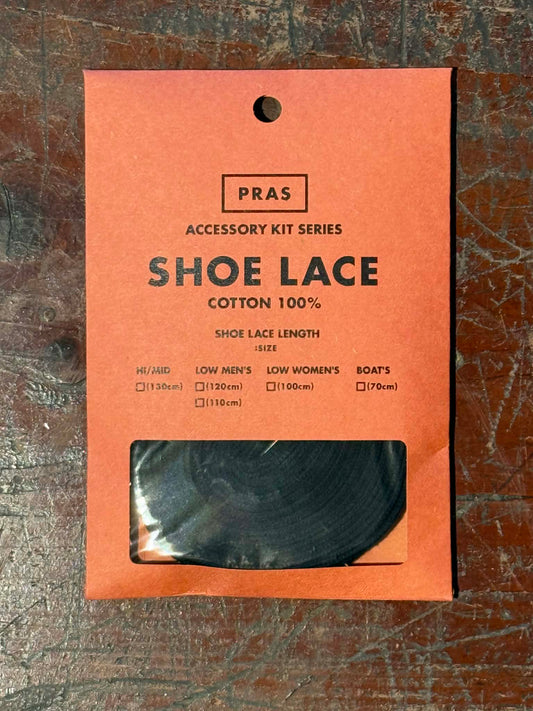 PRAS
ACCESSORY KIT SERIES
SHOE LACE
COTTON 100%
SHOE LACE LENGTH
:SIZE
HI/MID LOW MEN'S LOW WOMEN'S BOAT'S
☐(130cm) ☐(120cm) ☐(100cm) ☐(70cm)
☐(110cm)